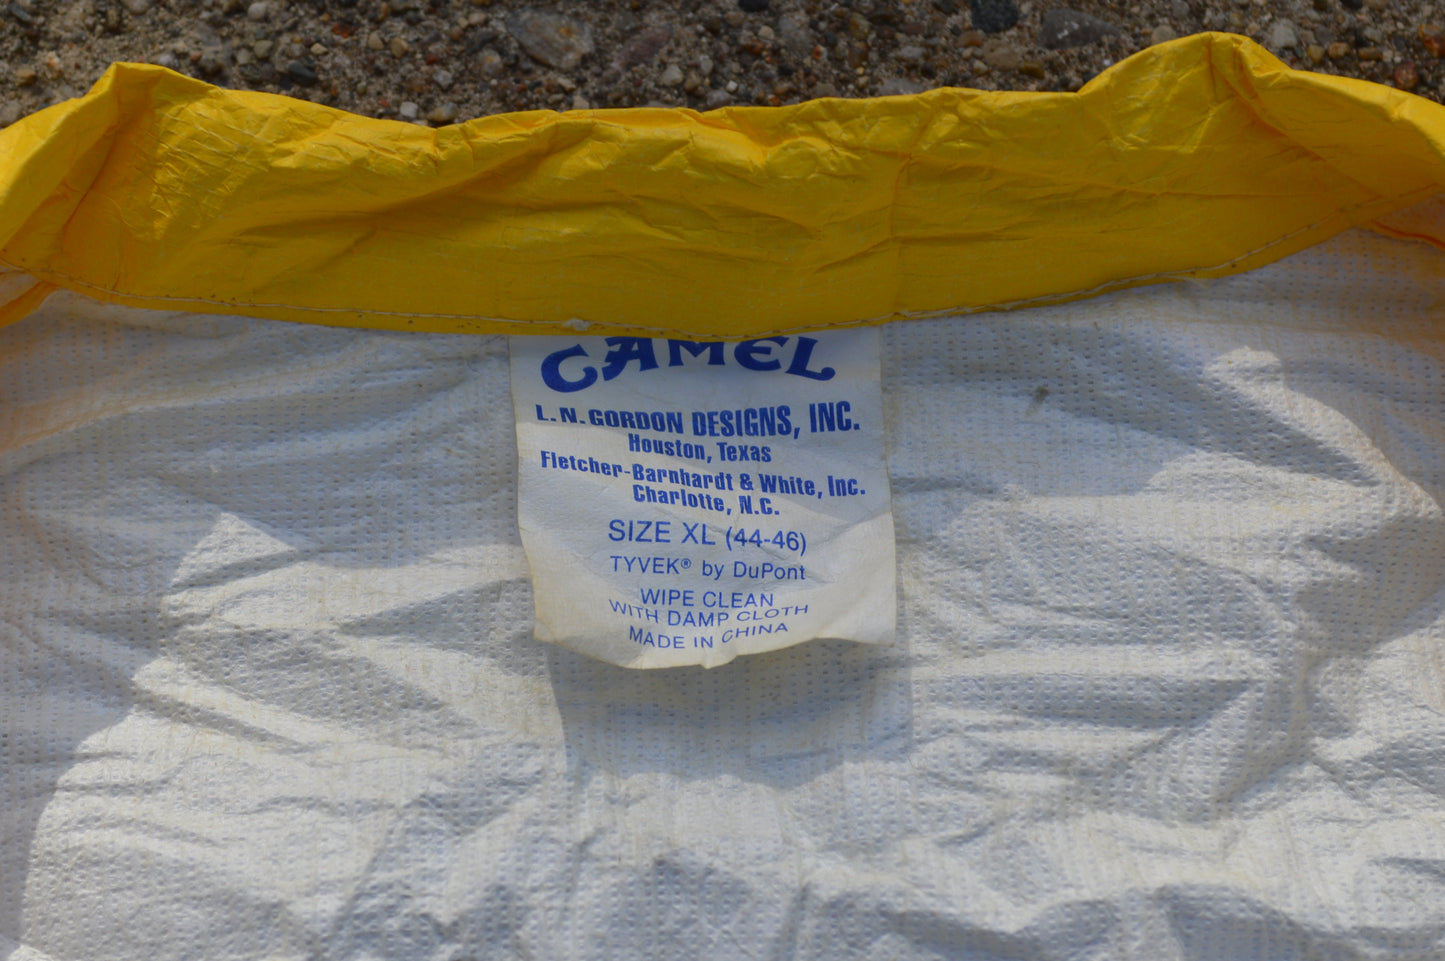 CAMEL
L.N. GORDON DESIGNS, INC.
Houston, Texas
Fletcher-Barnhardt & White, Inc.
Charlotte, N.C.
SIZE XL (44-46)
TYVEK® by DuPont
WIPE CLEAN
WITH DAMP CLOTH
MADE IN CHINA